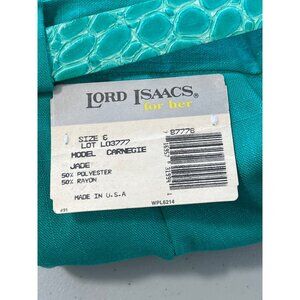 LORD ISAACS®
for her
SIZE 6
LOT L03777
MODEL CARNEGIE
JADE
50% POLYESTER
50% RAYON
MADE IN U.S.A
#91
WPL6214
87776